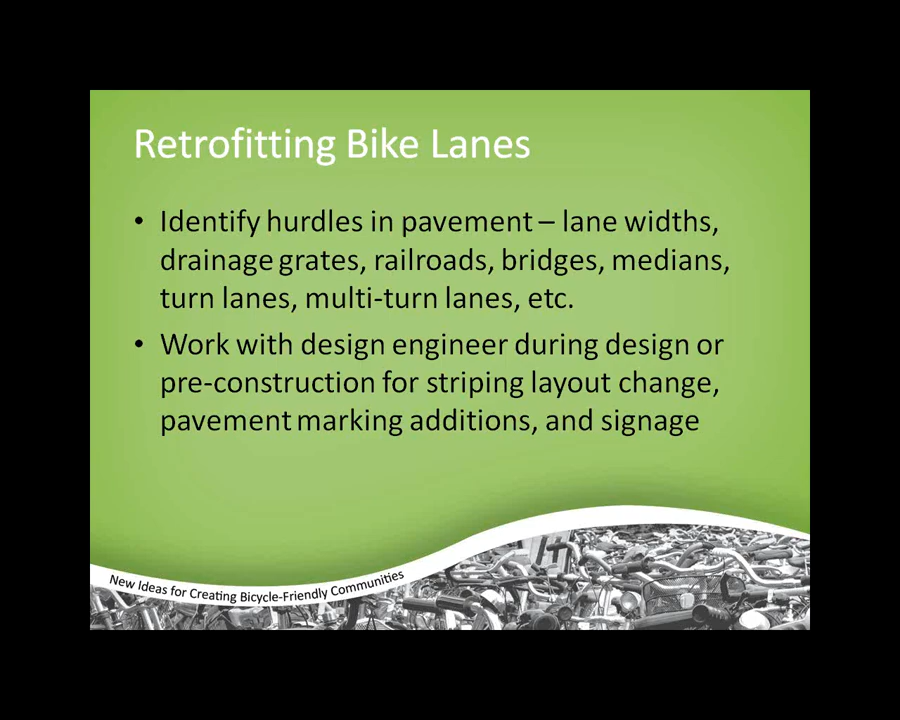 Retrofitting Bike Lanes
• Identify hurdles in pavement – lane widths,
drainage grates, railroads, bridges, medians,
turn lanes, multi-turn lanes, etc.
• Work with design engineer during design or
pre-construction for striping layout change,
pavement marking additions, and signage
New Ideas for Creating Bicycle-Friendly Communities